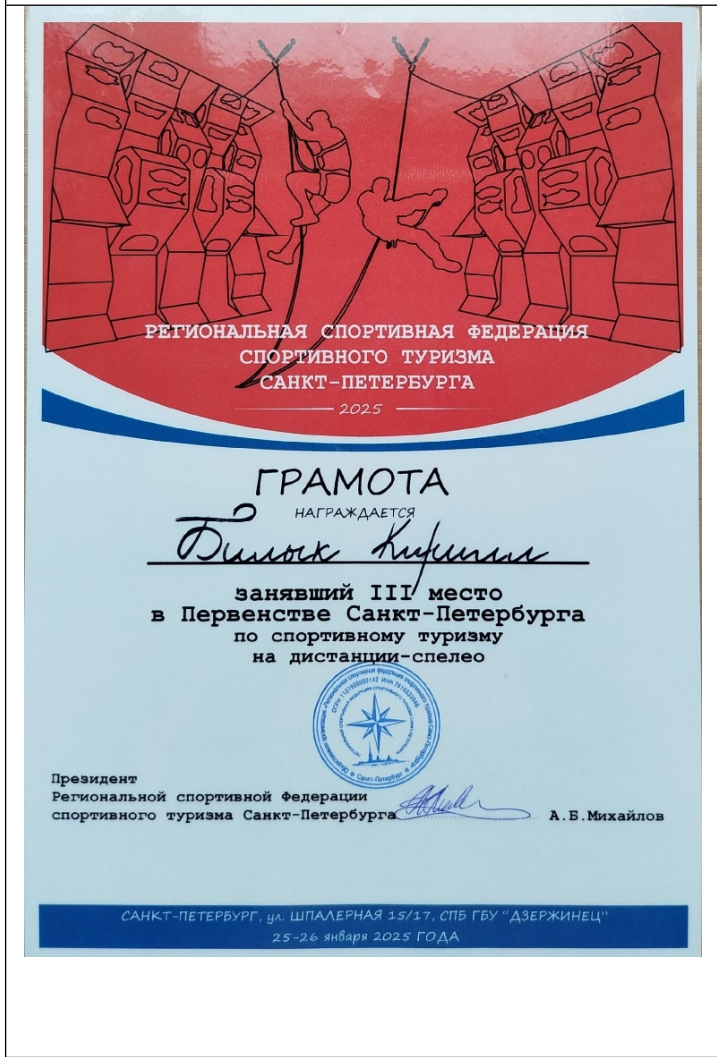 РЕГИОНАЛЬНАЯ СПОРТИВНАЯ ФЕДЕРАЦИЯ
СПОРТИВНОГО ТУРИЗМА
САНКТ-ПЕТЕРБУРГА
2025
ГРАМОТА
НАГРАЖДАЕТСЯ
Билык Кирилл
занявший III место
в Первенстве Санкт-Петербурга
по спортивному туризму
на дистанции-спелео
Президент
Региональной спортивной Федерации
спортивного туризма Санкт-Петербурга
А.Б.Михайлов
САНКТ-ПЕТЕРБУРГ, ул. ШПАЛЕРНАЯ 15/17, СПБ ГБУ "ДЗЕРЖИНЕЦ"
25-26 января 2025 ГОДА